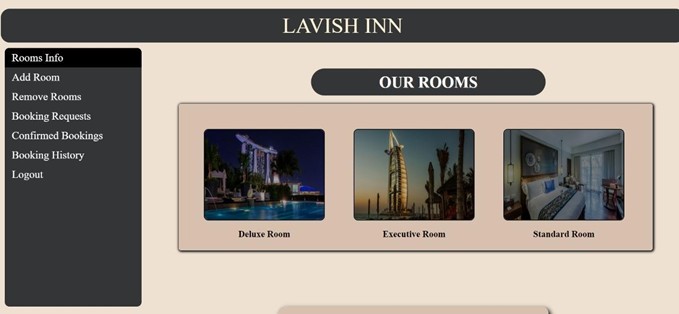 LAVISH INN
Rooms Info
Add Room
Remove Rooms
Booking Requests
Confirmed Bookings
Booking History
Logout
OUR ROOMS
Deluxe Room
Executive Room
Standard Room